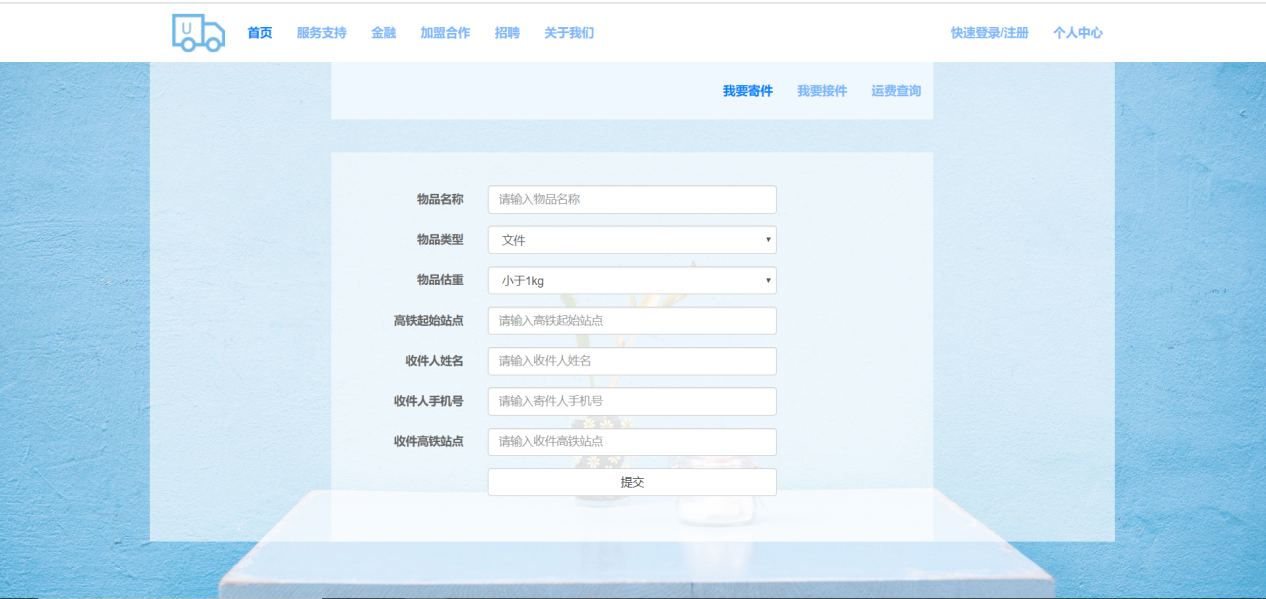 U 首页 服务支持 金融 加盟合作 招聘 关于我们 快速登录/注册 个人中心
我要寄件 我要接件 运费查询
物品名称 请输入物品名称
物品类型 文件
物品估重 小于1kg
高铁起始站点 请输入高铁起始站点
收件人姓名 请输入收件人姓名
收件人手机号 请输入寄件人手机号
收件高铁站点 请输入收件高铁站点
提交